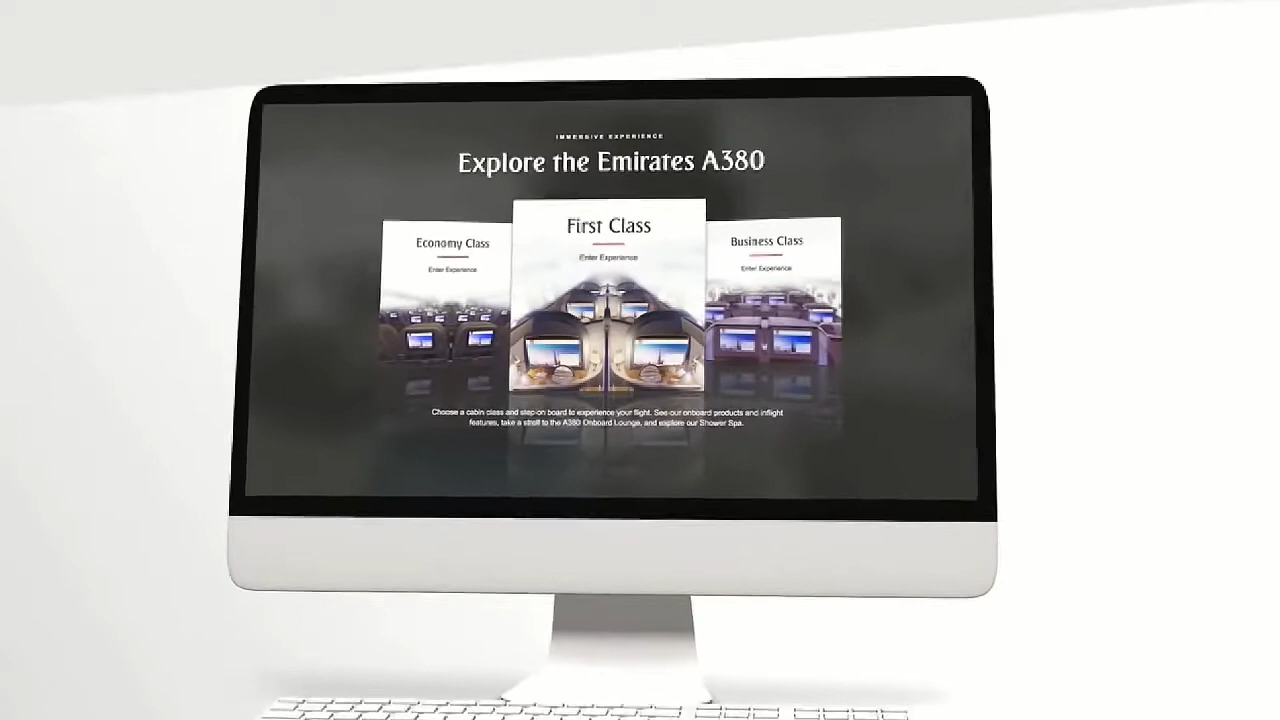 IMMERSIVE EXPERIENCE
Explore the Emirates A380
Economy Class
Enter Experience
First Class
Enter Experience
Business Class
Enter Experience
Choose a cabin class and step on board to experience your flight. See our onboard products and inflight
features, take a stroll to the A380 Onboard Lounge, and explore our Shower Spa.